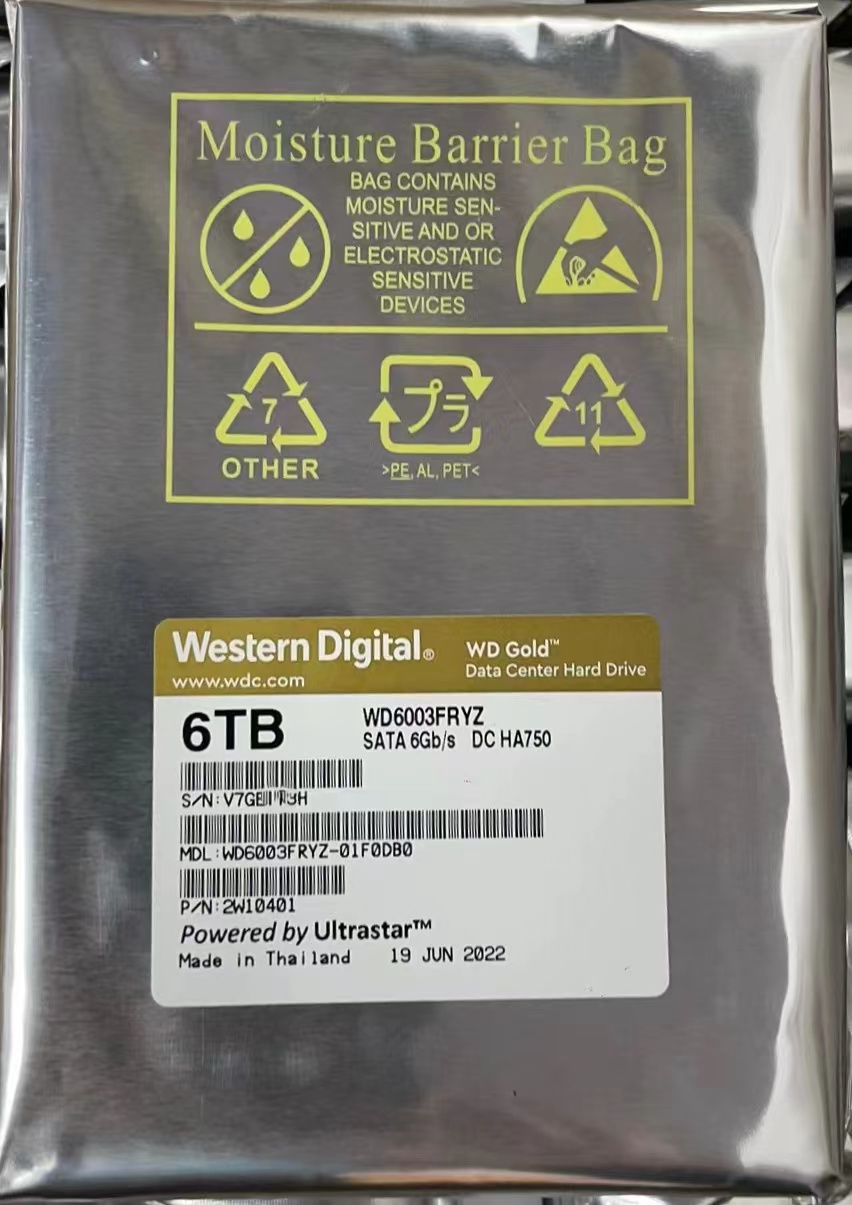 Moisture Barrier Bag
BAG CONTAINS
MOISTURE SEN-
SITIVE AND OR
ELECTROSTATIC
SENSITIVE
DEVICES
7
プラ
11
OTHER
>PE, AL, PET<
Western Digital®
WD Gold™
www.wdc.com
Data Center Hard Drive
6TB
WD6003FRYZ
SATA 6Gb/s DC HA750
S/N:
MDL:WD6003FRYZ-01F0DB0
P/N:2W10401
Powered by Ultrastar™
Made in Thailand 19 JUN 2022